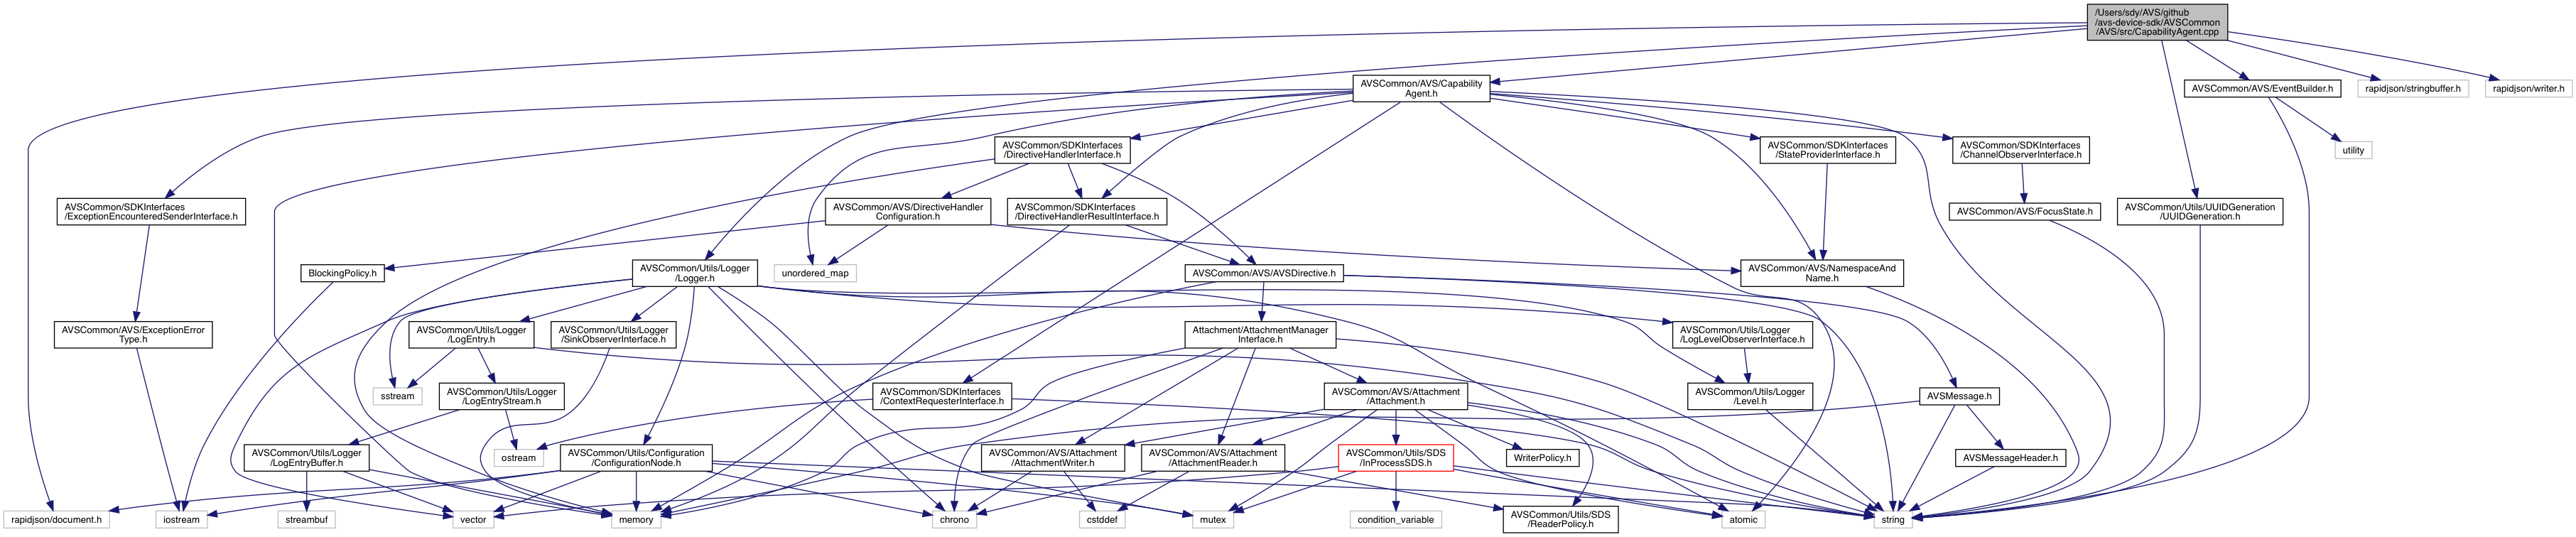 /Users/sdy/AVS/github
/avs-device-sdk/AVSCommon
/AVS/src/CapabilityAgent.cpp
AVSCommon/AVS/Capability
Agent.h
AVSCommon/AVS/EventBuilder.h
rapidjson/stringbuffer.h
rapidjson/writer.h
AVSCommon/SDKInterfaces
/DirectiveHandlerInterface.h
AVSCommon/SDKInterfaces
/StateProviderInterface.h
AVSCommon/SDKInterfaces
/ChannelObserverInterface.h
utility
AVSCommon/SDKInterfaces
/ExceptionEncounteredSenderInterface.h
AVSCommon/AVS/DirectiveHandler
Configuration.h
AVSCommon/SDKInterfaces
/DirectiveHandlerResultInterface.h
AVSCommon/AVS/FocusState.h
AVSCommon/Utils/UUIDGeneration
/UUIDGeneration.h
BlockingPolicy.h
AVSCommon/Utils/Logger
/Logger.h
unordered_map
AVSCommon/AVS/AVSDirective.h
AVSCommon/AVS/NamespaceAnd
Name.h
AVSCommon/AVS/ExceptionError
Type.h
AVSCommon/Utils/Logger
/LogEntry.h
AVSCommon/Utils/Logger
/SinkObserverInterface.h
Attachment/AttachmentManager
Interface.h
AVSCommon/Utils/Logger
/LogLevelObserverInterface.h
sstream
AVSCommon/Utils/Logger
/LogEntryStream.h
AVSCommon/SDKInterfaces
/ContextRequesterInterface.h
AVSCommon/AVS/Attachment
/Attachment.h
AVSCommon/Utils/Logger
/Level.h
AVSMessage.h
AVSCommon/Utils/Logger
/LogEntryBuffer.h
ostream
AVSCommon/Utils/Configuration
/ConfigurationNode.h
AVSCommon/AVS/Attachment
/AttachmentWriter.h
AVSCommon/AVS/Attachment
/AttachmentReader.h
AVSCommon/Utils/SDS
/InProcessSDS.h
WriterPolicy.h
AVSMessageHeader.h
rapidjson/document.h
iostream
streambuf
vector
memory
chrono
cstddef
mutex
condition_variable
AVSCommon/Utils/SDS
/ReaderPolicy.h
atomic
string